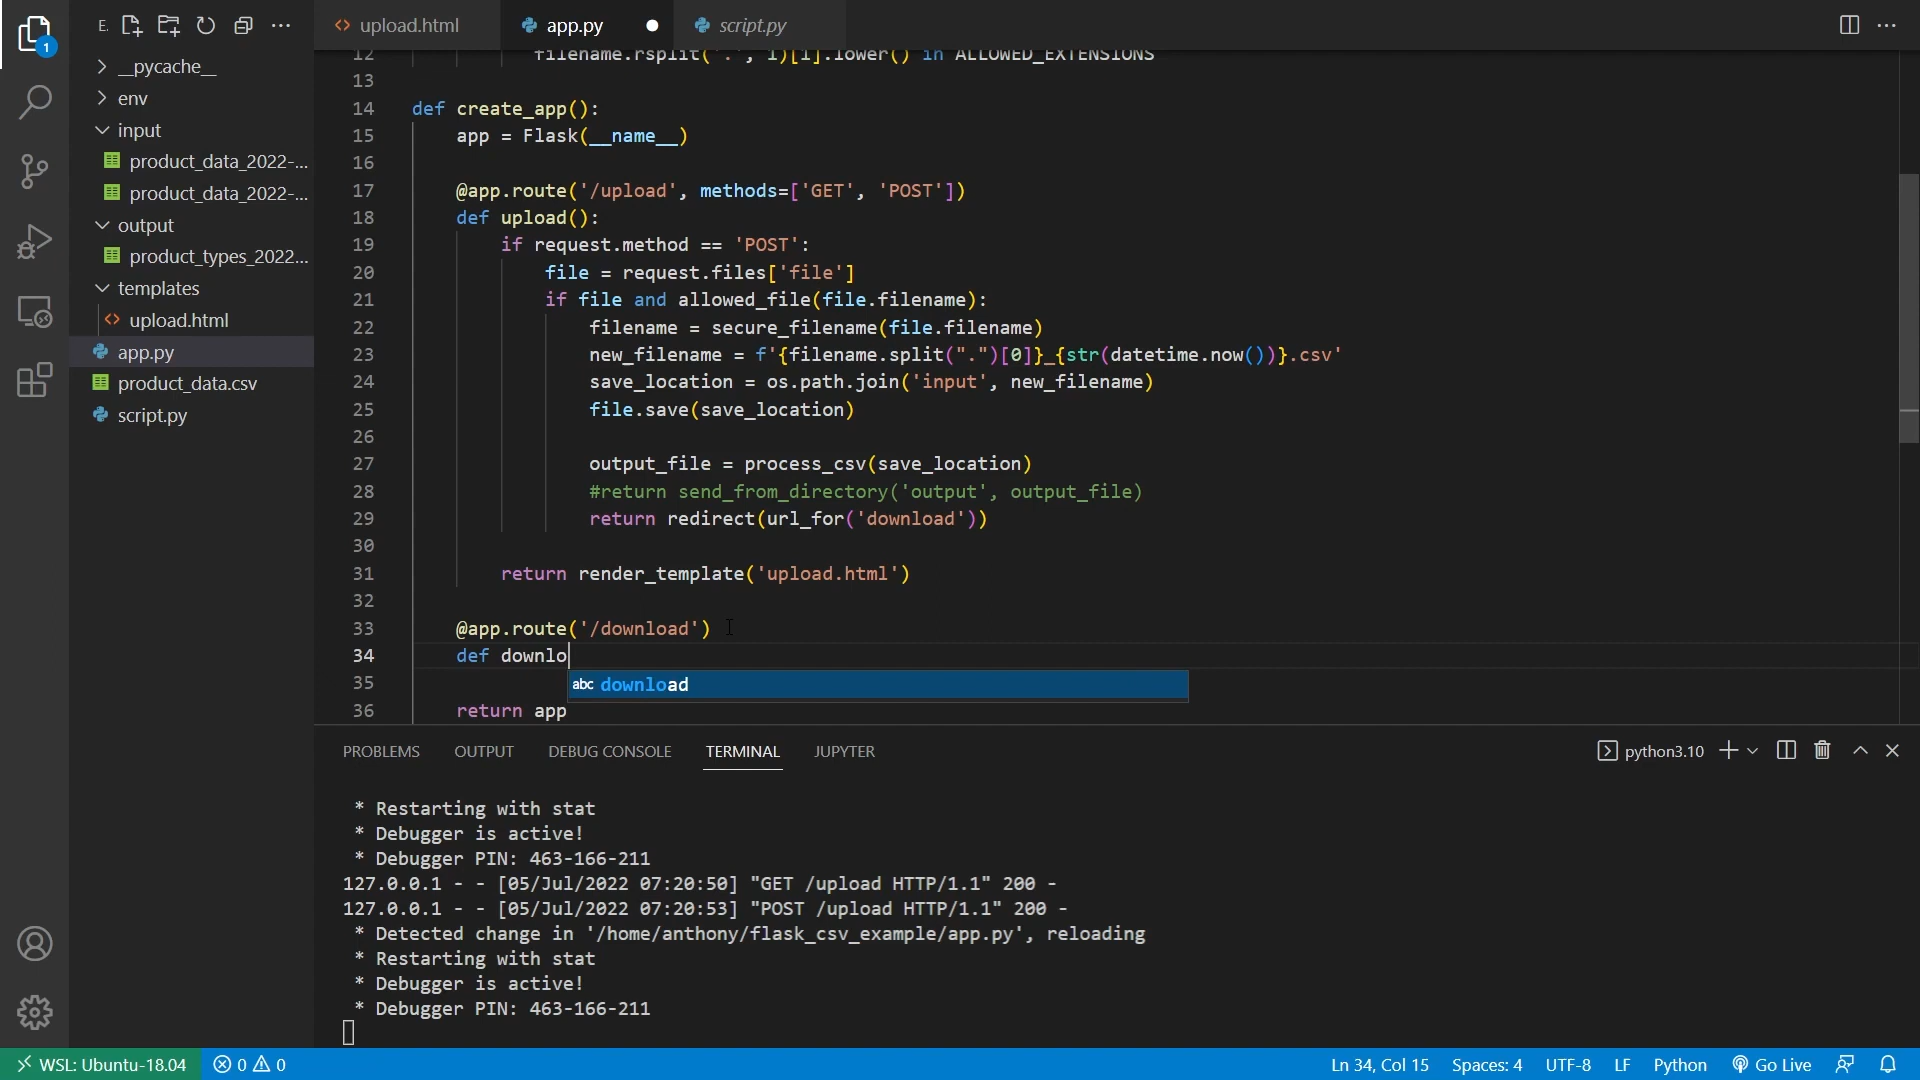 E.
upload.html
app.py
script.py
__pycache__
env
input
product_data_2022-...
product_data_2022-...
output
product_types_2022...
templates
upload.html
app.py
product_data.csv
script.py
1
12 filename.rsplit('.', 1)[1].lower() in ALLOWED_EXTENSIONS
13
14 def create_app():
15 app = Flask(__name__)
16
17 @app.route('/upload', methods=['GET', 'POST'])
18 def upload():
19 if request.method == 'POST':
20 file = request.files['file']
21 if file and allowed_file(file.filename):
22 filename = secure_filename(file.filename)
23 new_filename = f'{filename.split(".")[0]}_{str(datetime.now())}.csv'
24 save_location = os.path.join('input', new_filename)
25 file.save(save_location)
26
27 output_file = process_csv(save_location)
28 #return send_from_directory('output', output_file)
29 return redirect(url_for('download'))
30
31 return render_template('upload.html')
32
33 @app.route('/download')
34 def downlo
35 abc download
36 return app
PROBLEMS OUTPUT DEBUG CONSOLE TERMINAL JUPYTER python3.10
* Restarting with stat
* Debugger is active!
* Debugger PIN: 463-166-211
127.0.0.1 - - [05/Jul/2022 07:20:50] "GET /upload HTTP/1.1" 200 -
127.0.0.1 - - [05/Jul/2022 07:20:53] "POST /upload HTTP/1.1" 200 -
* Detected change in '/home/anthony/flask_csv_example/app.py', reloading
* Restarting with stat
* Debugger is active!
* Debugger PIN: 463-166-211
WSL: Ubuntu-18.04 0 0 Ln 34, Col 15 Spaces: 4 UTF-8 LF Python Go Live